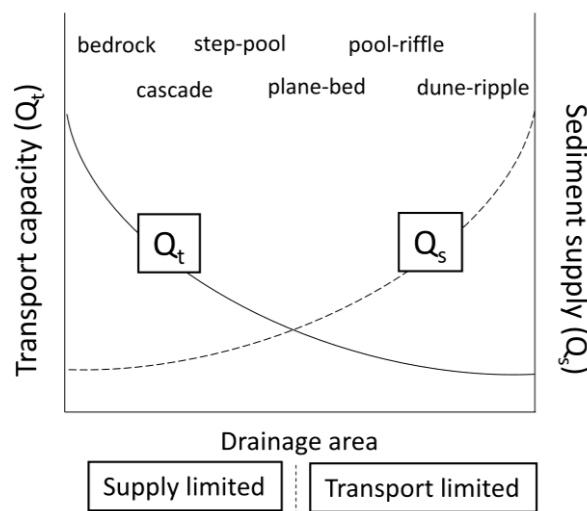 bedrock step-pool pool-riffle
cascade plane-bed dune-ripple
Transport capacity (Qt)
Qt
Qs
Sediment supply (Qs)
Drainage area
Supply limited Transport limited